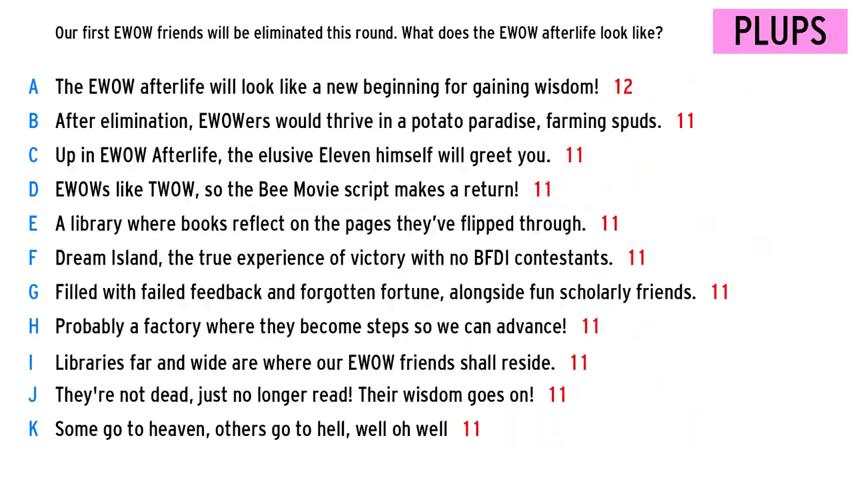 Our first EWOW friends will be eliminated this round. What does the EWOW afterlife look like?
PLUPS
A The EWOW afterlife will look like a new beginning for gaining wisdom! 12
B After elimination, EWOWers would thrive in a potato paradise, farming spuds. 11
C Up in EWOW Afterlife, the elusive Eleven himself will greet you. 11
D EWOWs like TWOW, so the Bee Movie script makes a return! 11
E A library where books reflect on the pages they’ve flipped through. 11
F Dream Island, the true experience of victory with no BFDI contestants. 11
G Filled with failed feedback and forgotten fortune, alongside fun scholarly friends. 11
H Probably a factory where they become steps so we can advance! 11
I Libraries far and wide are where our EWOW friends shall reside. 11
J They're not dead, just no longer read! Their wisdom goes on! 11
K Some go to heaven, others go to hell, well oh well 11